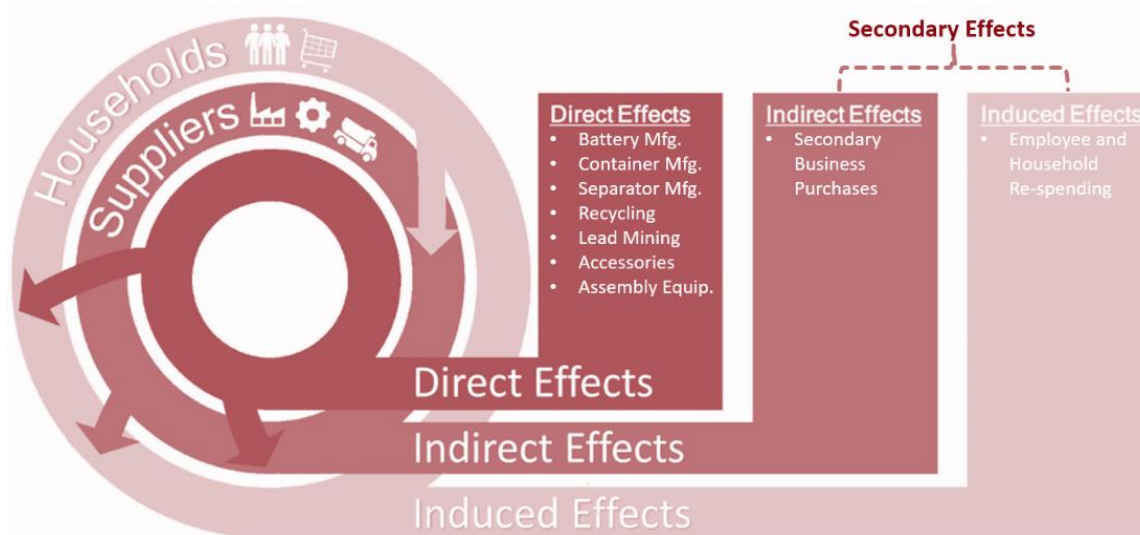 Households
Suppliers
Secondary Effects
Direct Effects
• Battery Mfg.
• Container Mfg.
• Separator Mfg.
• Recycling
• Lead Mining
• Accessories
• Assembly Equip.
Indirect Effects
• Secondary
Business
Purchases
Induced Effects
• Employee and
Household
Re-spending
Direct Effects
Indirect Effects
Induced Effects